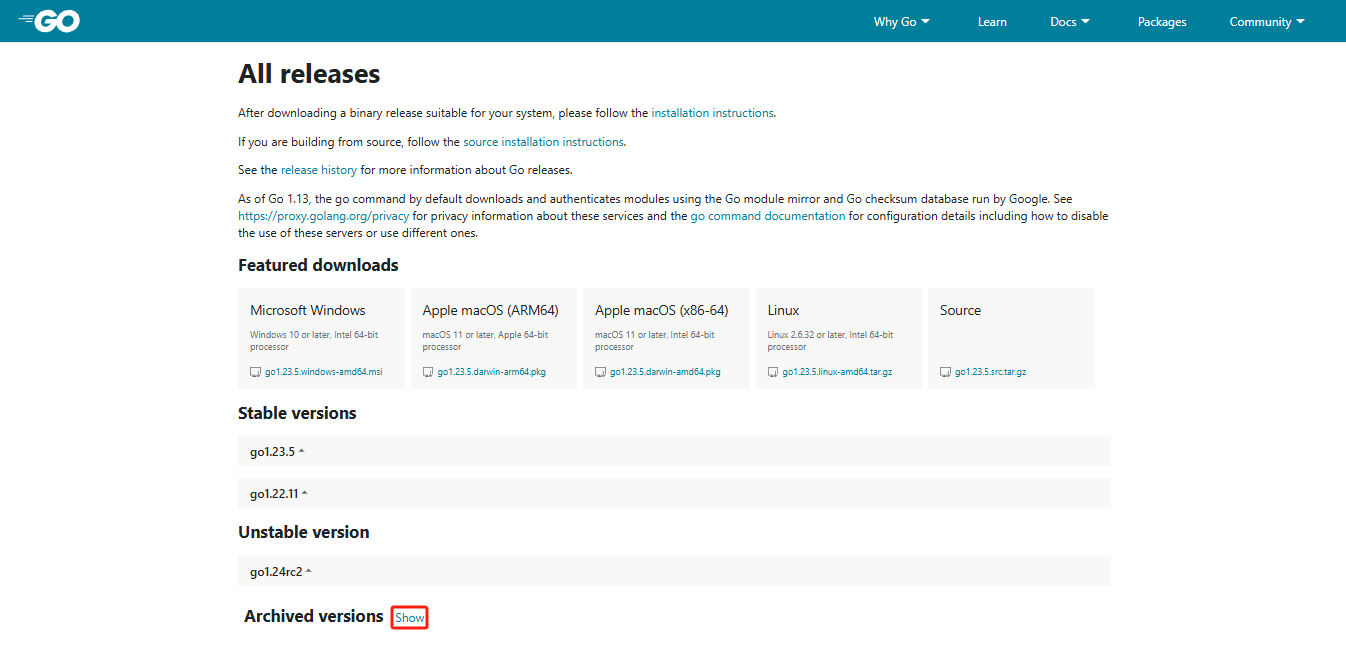 GO
Why Go
Learn
Docs
Packages
Community
All releases
After downloading a binary release suitable for your system, please follow the installation instructions.
If you are building from source, follow the source installation instructions.
See the release history for more information about Go releases.
As of Go 1.13, the go command by default downloads and authenticates modules using the Go module mirror and Go checksum database run by Google. See
https://proxy.golang.org/privacy for privacy information about these services and the go command documentation for configuration details including how to disable
the use of these servers or use different ones.
Featured downloads
Microsoft Windows
Windows 10 or later, Intel 64-bit
processor
go1.23.5.windows-amd64.msi
Apple macOS (ARM64)
macOS 11 or later, Apple 64-bit
processor
go1.23.5.darwin-arm64.pkg
Apple macOS (x86-64)
macOS 11 or later, Intel 64-bit
processor
go1.23.5.darwin-amd64.pkg
Linux
Linux 2.6.32 or later, Intel 64-bit
processor
go1.23.5.linux-amd64.tar.gz
Source
go1.23.5.src.tar.gz
Stable versions
go1.23.5
go1.22.11
Unstable version
go1.24rc2
Archived versions Show